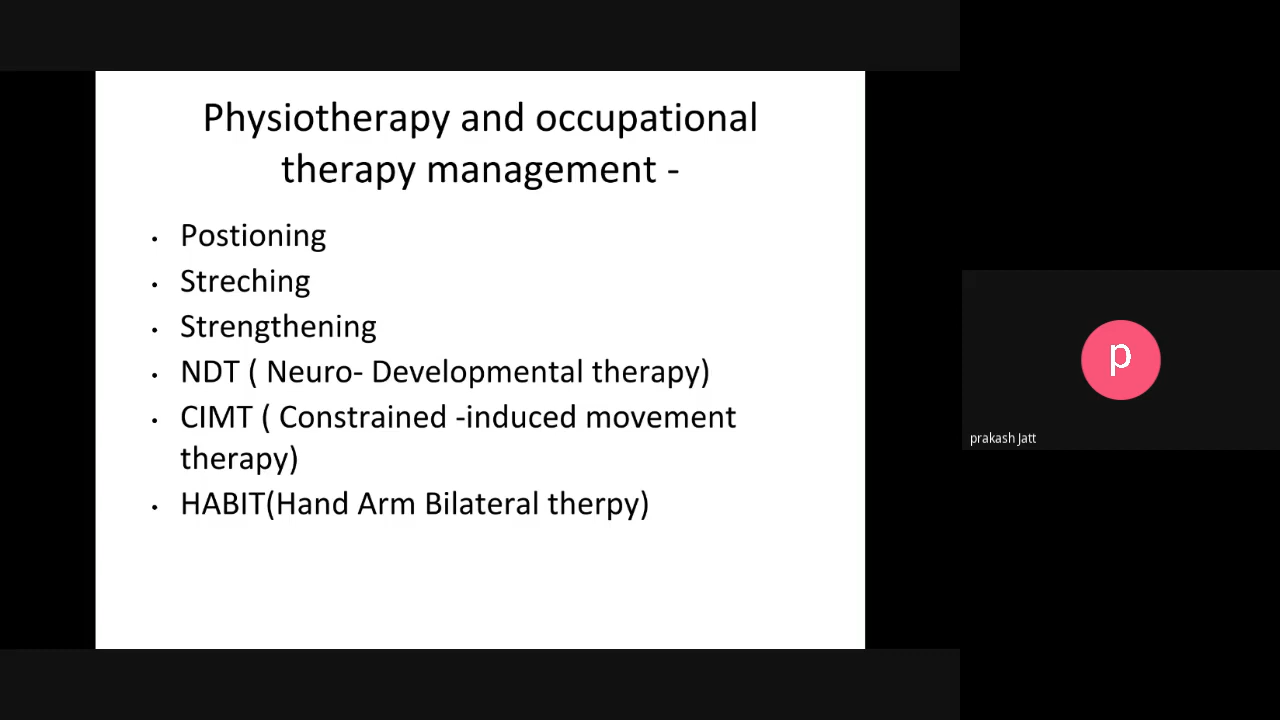 Physiotherapy and occupational
therapy management -
• Postioning
• Streching
• Strengthening
• NDT ( Neuro- Developmental therapy)
• CIMT ( Constrained -induced movement
therapy)
• HABIT(Hand Arm Bilateral therpy)
p
prakash Jatt